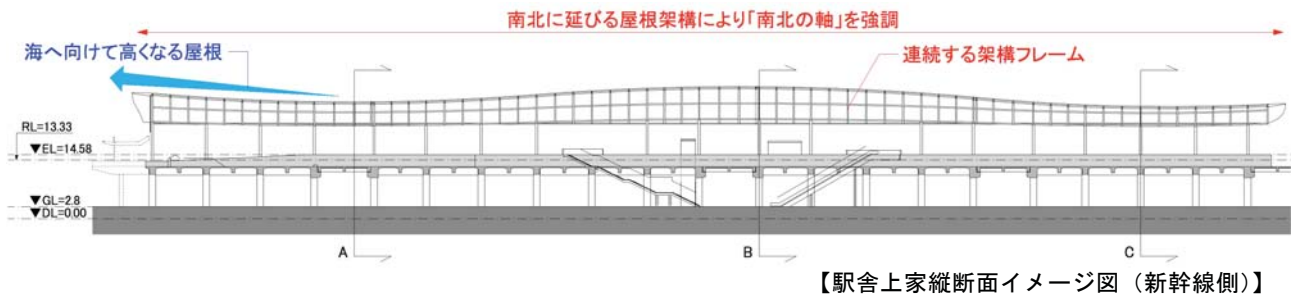 南北に延びる屋根架構により「南北の軸」を強調
海へ向けて高くなる屋根
連続する架構フレーム
RL=13.33
▼EL=14.58
▼GL=2.8
▼DL=0.00
A
B
C
【駅舎上家縦断面イメージ図（新幹線側）】